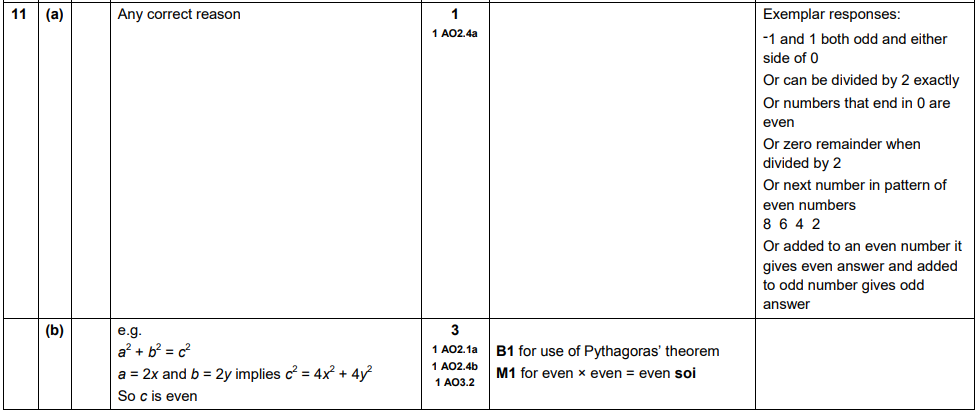 11 (a) Any correct reason 1 Exemplar responses:
1 AO2.4a
-1 and 1 both odd and either
side of 0
Or can be divided by 2 exactly
Or numbers that end in 0 are
even
Or zero remainder when
divided by 2
Or next number in pattern of
even numbers
8 6 4 2
Or added to an even number it
gives even answer and added
to odd number gives odd
answer
(b) e.g. 3
a² + b² = c² 1 AO2.1a B1 for use of Pythagoras’ theorem
a = 2x and b = 2y implies c² = 4x² + 4y² 1 AO2.4b M1 for even × even = even soi
1 AO3.2
So c is even